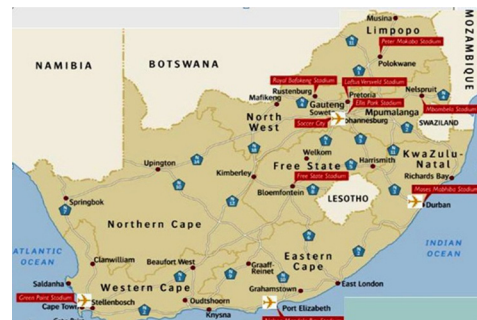 Musina
Limpopo
Peter Mokaba Stadium
Polokwane
MOZAMBIQUE
NAMIBIA
BOTSWANA
Royal Bafokeng Stadium
Loftus Versveld Stadium
Rustenburg
Pretoria
Nelspruit
Mafikeng
Gauteng
Ellis Park Stadium
Soweto
Mpumalanga
Mbombela Stadium
North
West
Soccer City
Johannesburg
SWAZILAND
Welkom
Harrismith
KwaZulu-
Natal
Upington
Kimberley
Free State
Free State Stadium
Richards Bay
Bloemfontein
Moses Mabhida Stadium
Springbok
LESOTHO
Durban
Northern Cape
ATLANTIC
OCEAN
INDIAN
OCEAN
Clanwilliam
Beaufort West
Graaff-
Reinet
Eastern
Cape
Saldanha
Western Cape
Grahamstown
East London
Green Point Stadium
Cape Town
Stellenbosch
Oudtshoorn
Knysna
Port Elizabeth